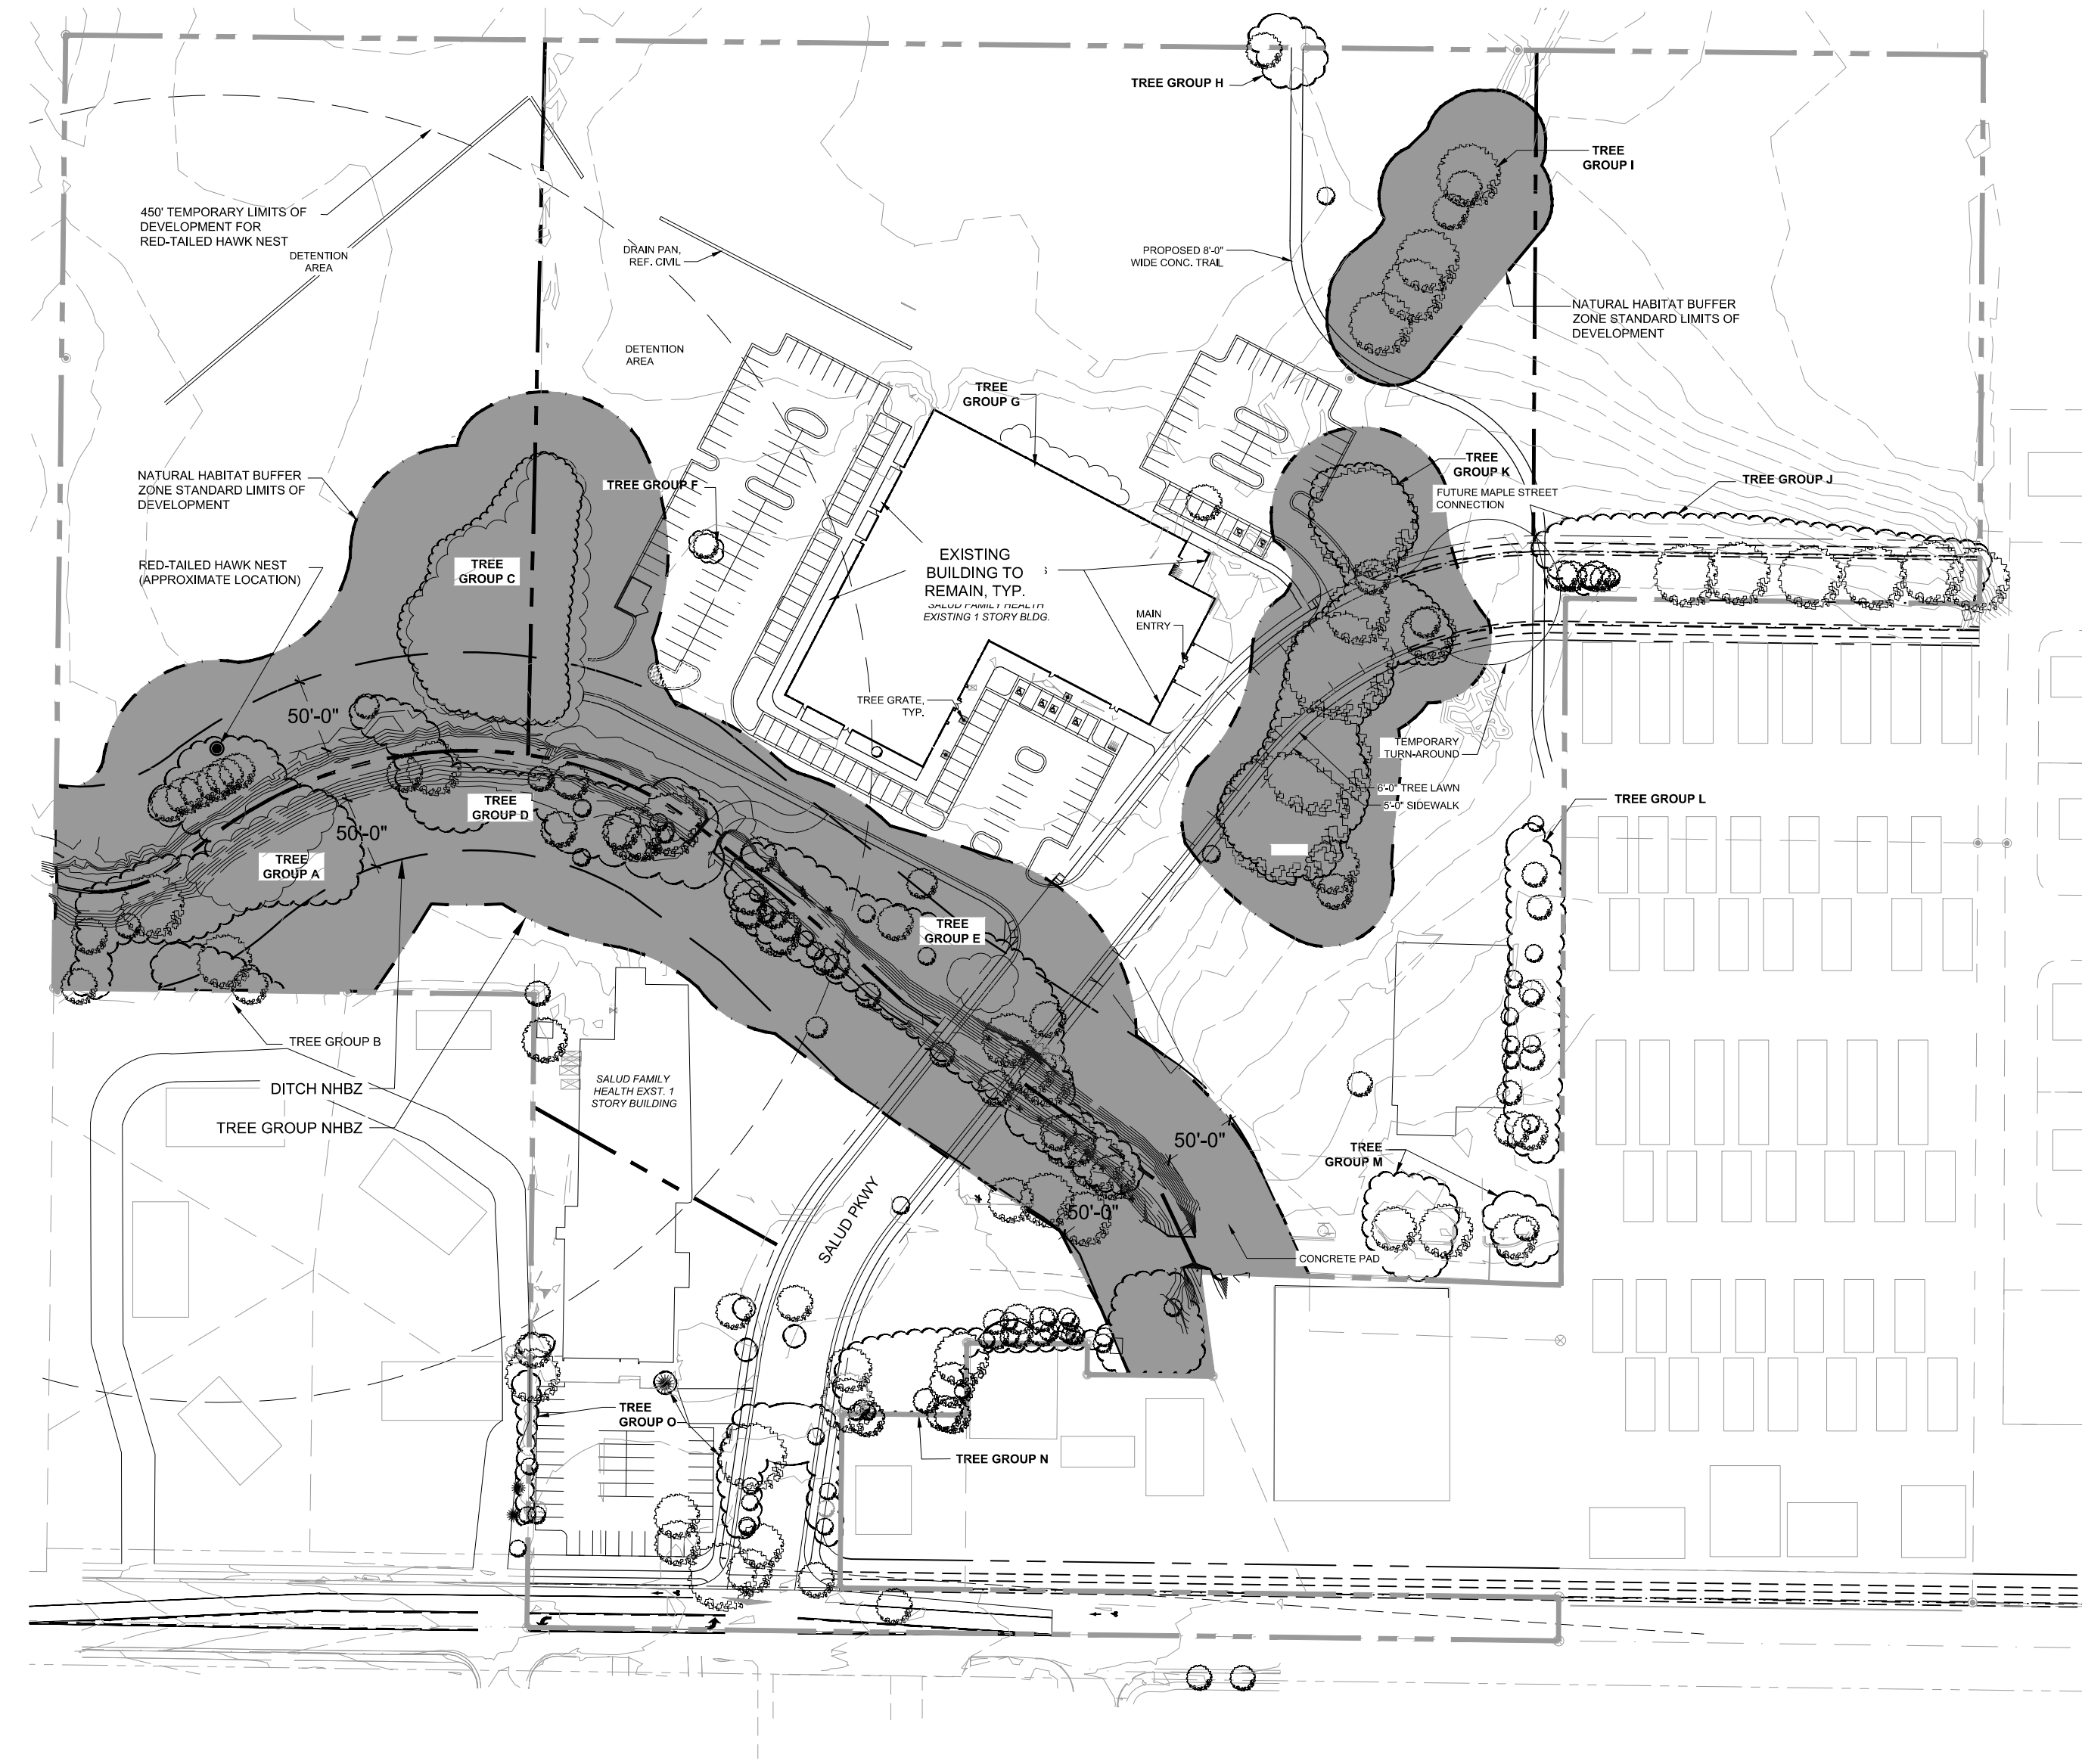 TREE GROUP H
TREE
GROUP I
450' TEMPORARY LIMITS OF
DEVELOPMENT FOR
RED-TAILED HAWK NEST
DETENTION
AREA
DRAIN PAN,
REF. CIVIL
PROPOSED 8'-0"
WIDE CONC. TRAIL
NATURAL HABITAT BUFFER
ZONE STANDARD LIMITS OF
DEVELOPMENT
DETENTION
AREA
TREE
GROUP G
NATURAL HABITAT BUFFER
ZONE STANDARD LIMITS OF
DEVELOPMENT
TREE GROUP F
TREE
GROUP K
FUTURE MAPLE STREET
CONNECTION
TREE GROUP J
RED-TAILED HAWK NEST
(APPROXIMATE LOCATION)
TREE
GROUP C
EXISTING
BUILDING TO
REMAIN, TYP.
SALUD FAMILY HEALTH
EXISTING 1 STORY BLDG.
MAIN
ENTRY
TREE GRATE,
TYP.
50'-0"
TEMPORARY
TURN-AROUND
6'-0" TREE LAWN
5'-0" SIDEWALK
TREE GROUP L
TREE
GROUP D
50'-0"
TREE
GROUP A
TREE
GROUP E
TREE GROUP B
DITCH NHBZ
TREE GROUP NHBZ
SALUD FAMILY
HEALTH EXST. 1
STORY BUILDING
50'-0"
TREE
GROUP M
50'-0"
SALUD PKWY
CONCRETE PAD
TREE
GROUP O
TREE GROUP N